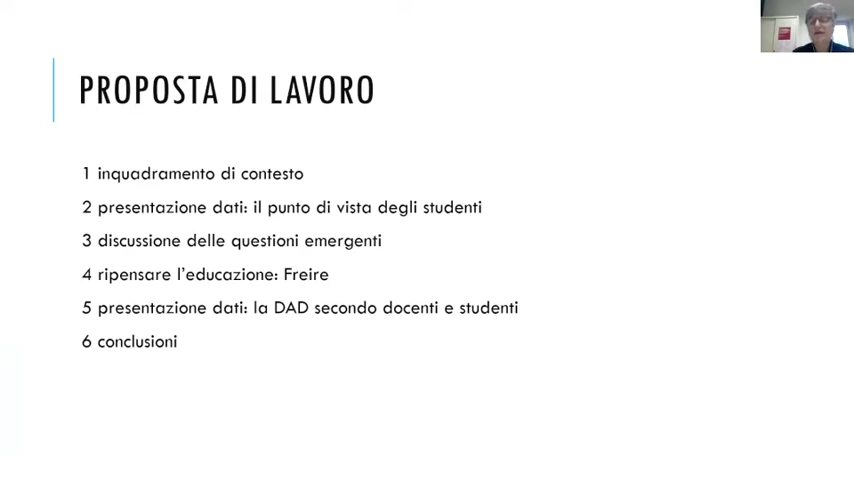 PROPOSTA DI LAVORO
1 inquadramento di contesto
2 presentazione dati: il punto di vista degli studenti
3 discussione delle questioni emergenti
4 ripensare l'educazione: Freire
5 presentazione dati: la DAD secondo docenti e studenti
6 conclusioni